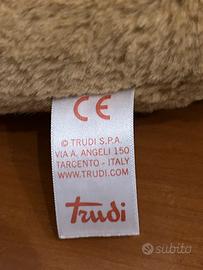 CE
© TRUDI S.P.A.
VIA A. ANGELI 150
TARCENTO - ITALY
WWW.TRUDI.COM
Trudi
subito